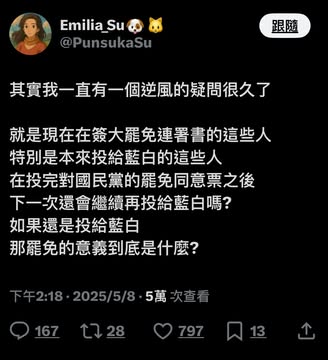 Emilia_Su🐶🐱
@PunsukaSu
跟隨
其實我一直有一個逆風的疑問很久了
就是現在在簽大罷免連署書的這些人
特別是本來投給藍白的這些人
在投完對國民黨的罷免同意票之後
下一次還會繼續再投給藍白嗎?
如果還是投給藍白
那罷免的意義到底是什麼?
下午2:18 · 2025/5/8 · 5萬 次查看
167 28 797 13